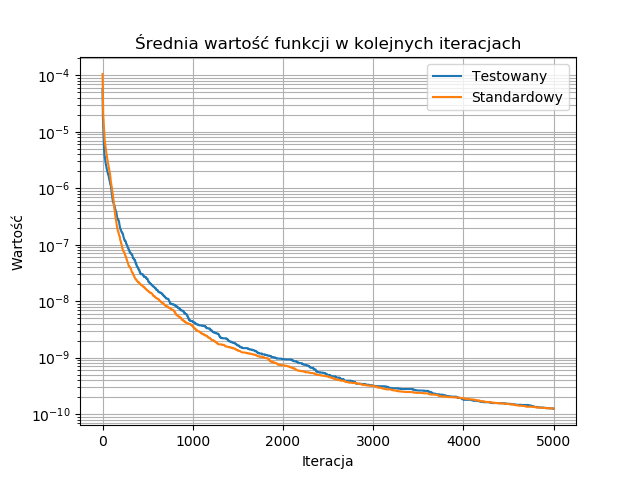 Średnia wartość funkcji w kolejnych iteracjach
Testowany
Standardowy
Wartość
10⁻⁴
10⁻⁵
10⁻⁶
10⁻⁷
10⁻⁸
10⁻⁹
10⁻¹⁰
0 1000 2000 3000 4000 5000
Iteracja